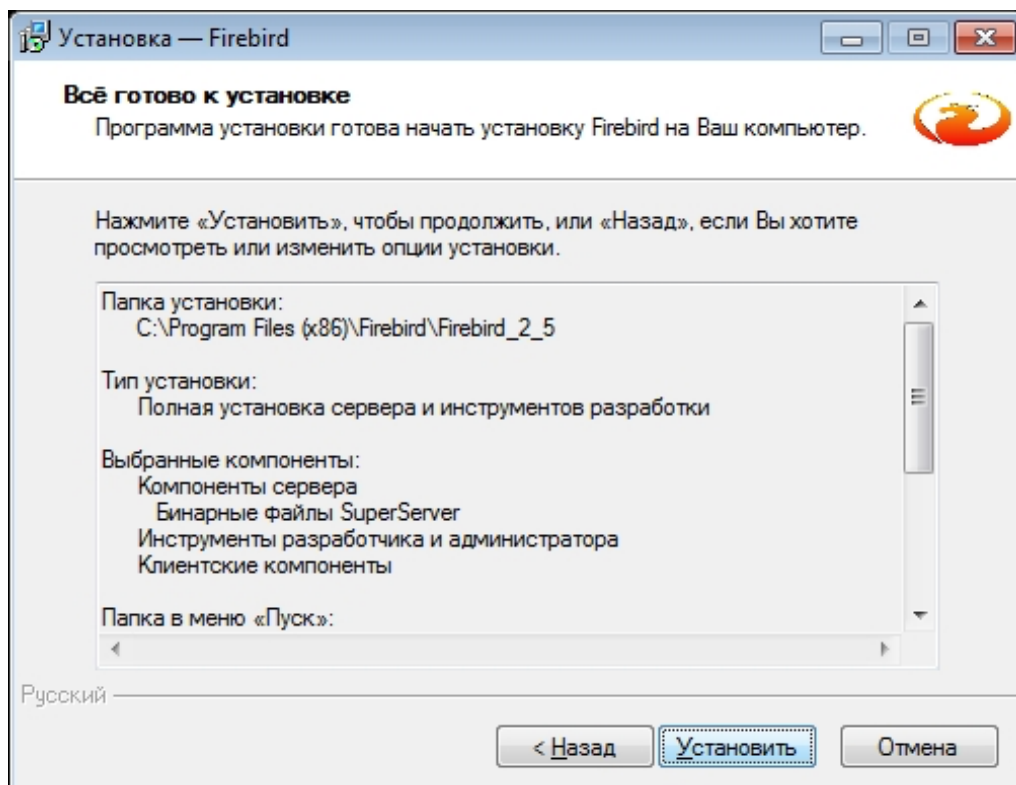 Установка — Firebird
Всё готово к установке
Программа установки готова начать установку Firebird на Ваш компьютер.
Нажмите «Установить», чтобы продолжить, или «Назад», если Вы хотите
просмотреть или изменить опции установки.
Папка установки:
C:\Program Files (x86)\Firebird\Firebird_2_5
Тип установки:
Полная установка сервера и инструментов разработки
Выбранные компоненты:
Компоненты сервера
Бинарные файлы SuperServer
Инструменты разработчика и администратора
Клиентские компоненты
Папка в меню «Пуск»:
Русский
< Назад Установить Отмена